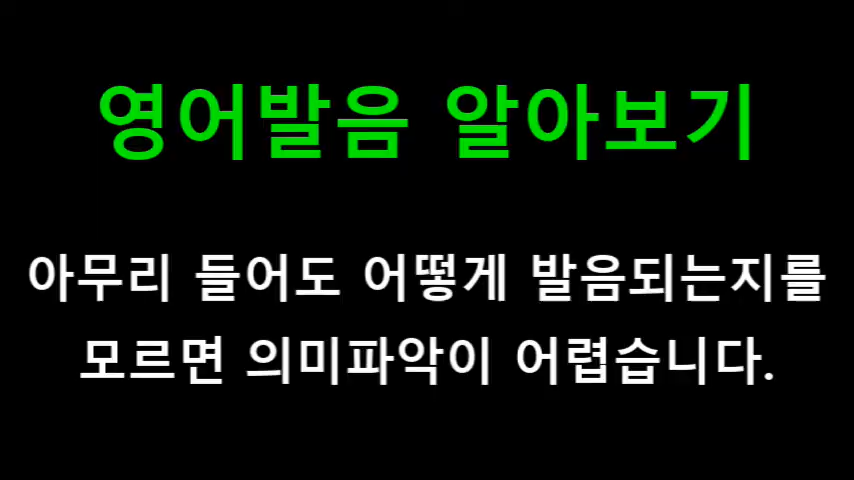 영어발음 알아보기
아무리 들어도 어떻게 발음되는지를
모르면 의미파악이 어렵습니다.